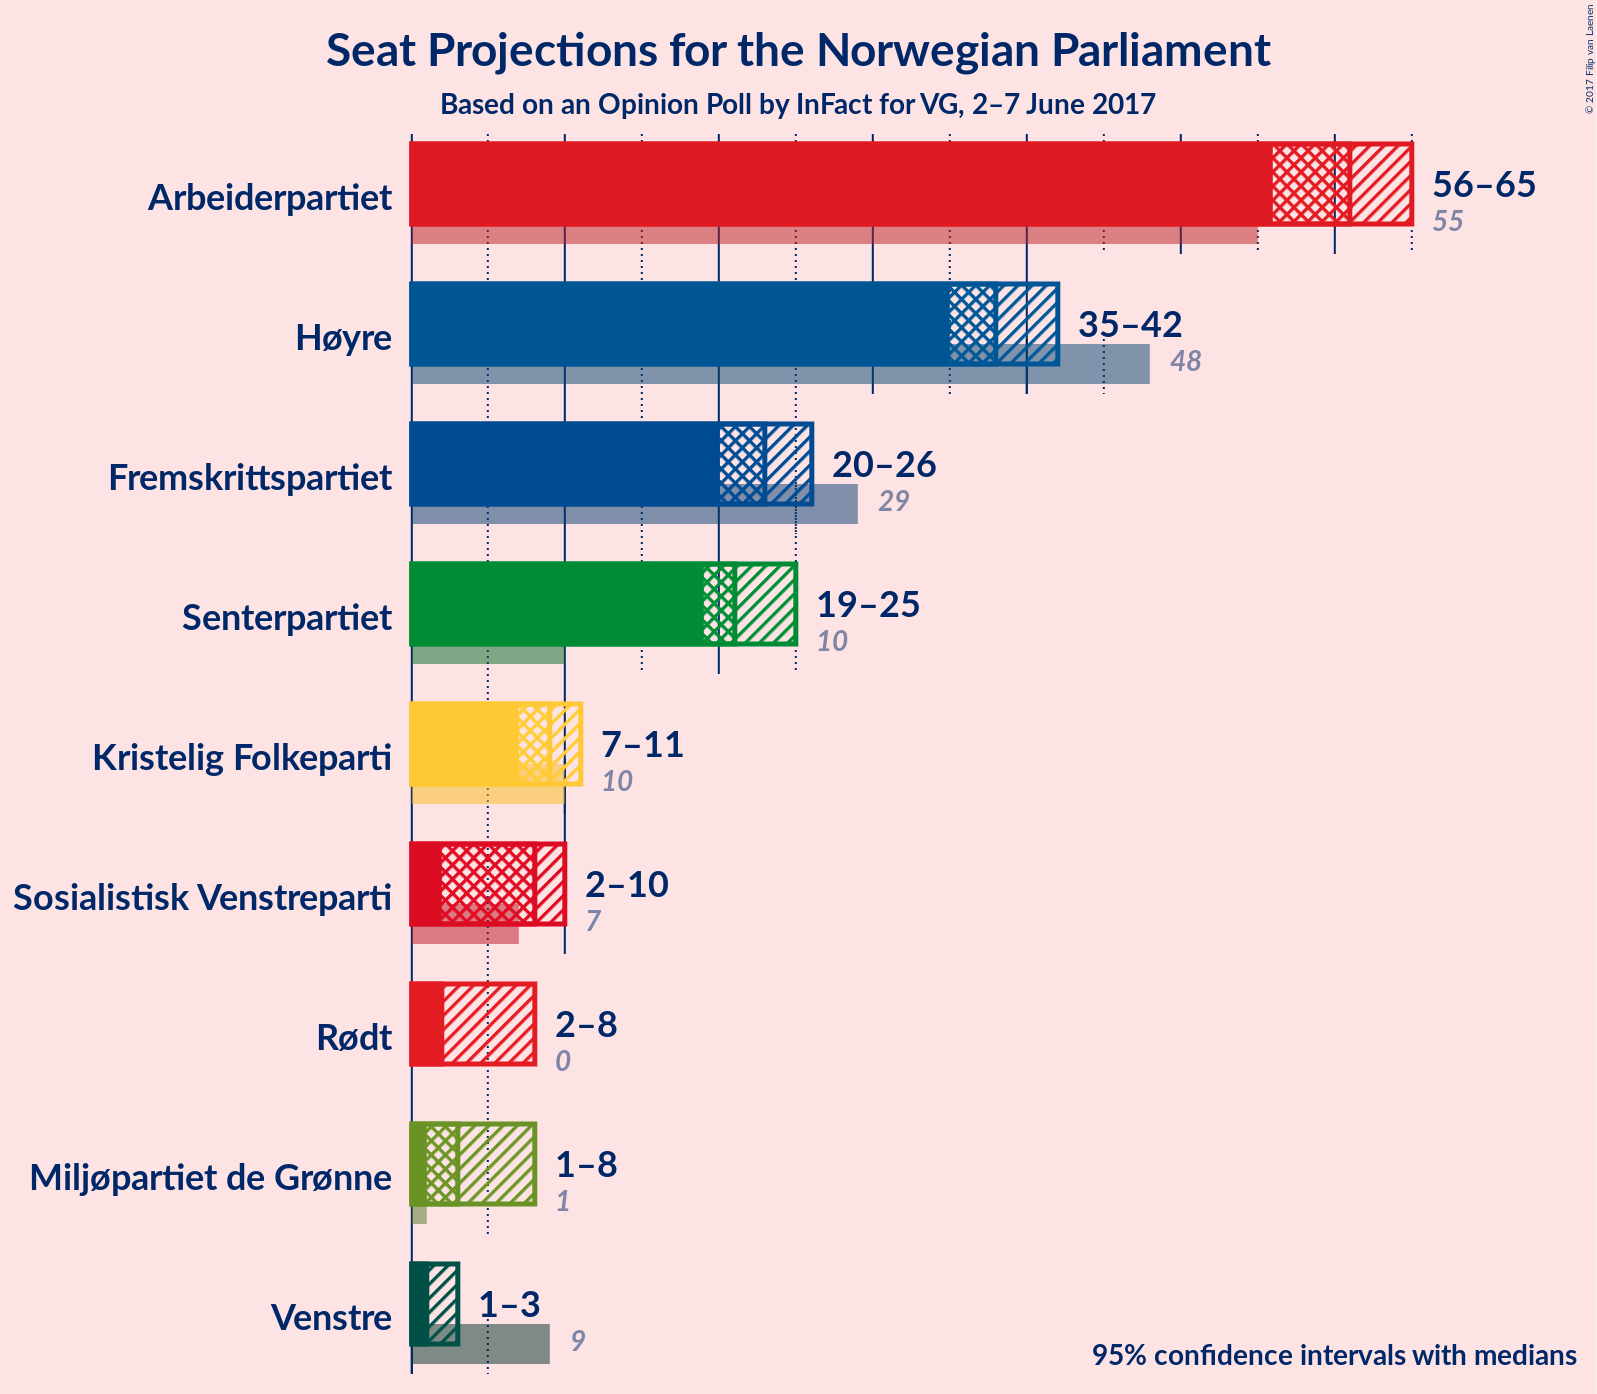 Seat Projections for the Norwegian Parliament
Based on an Opinion Poll by InFact for VG, 2–7 June 2017
© 2017 Filip van Laenen
Arbeiderpartiet
56–65
55
Høyre
35–42
48
Fremskrittspartiet
20–26
29
Senterpartiet
19–25
10
Kristelig Folkeparti
7–11
10
Sosialistisk Venstreparti
2–10
7
Rødt
2–8
0
Miljøpartiet de Grønne
1–8
1
Venstre
1–3
9
95% confidence intervals with medians